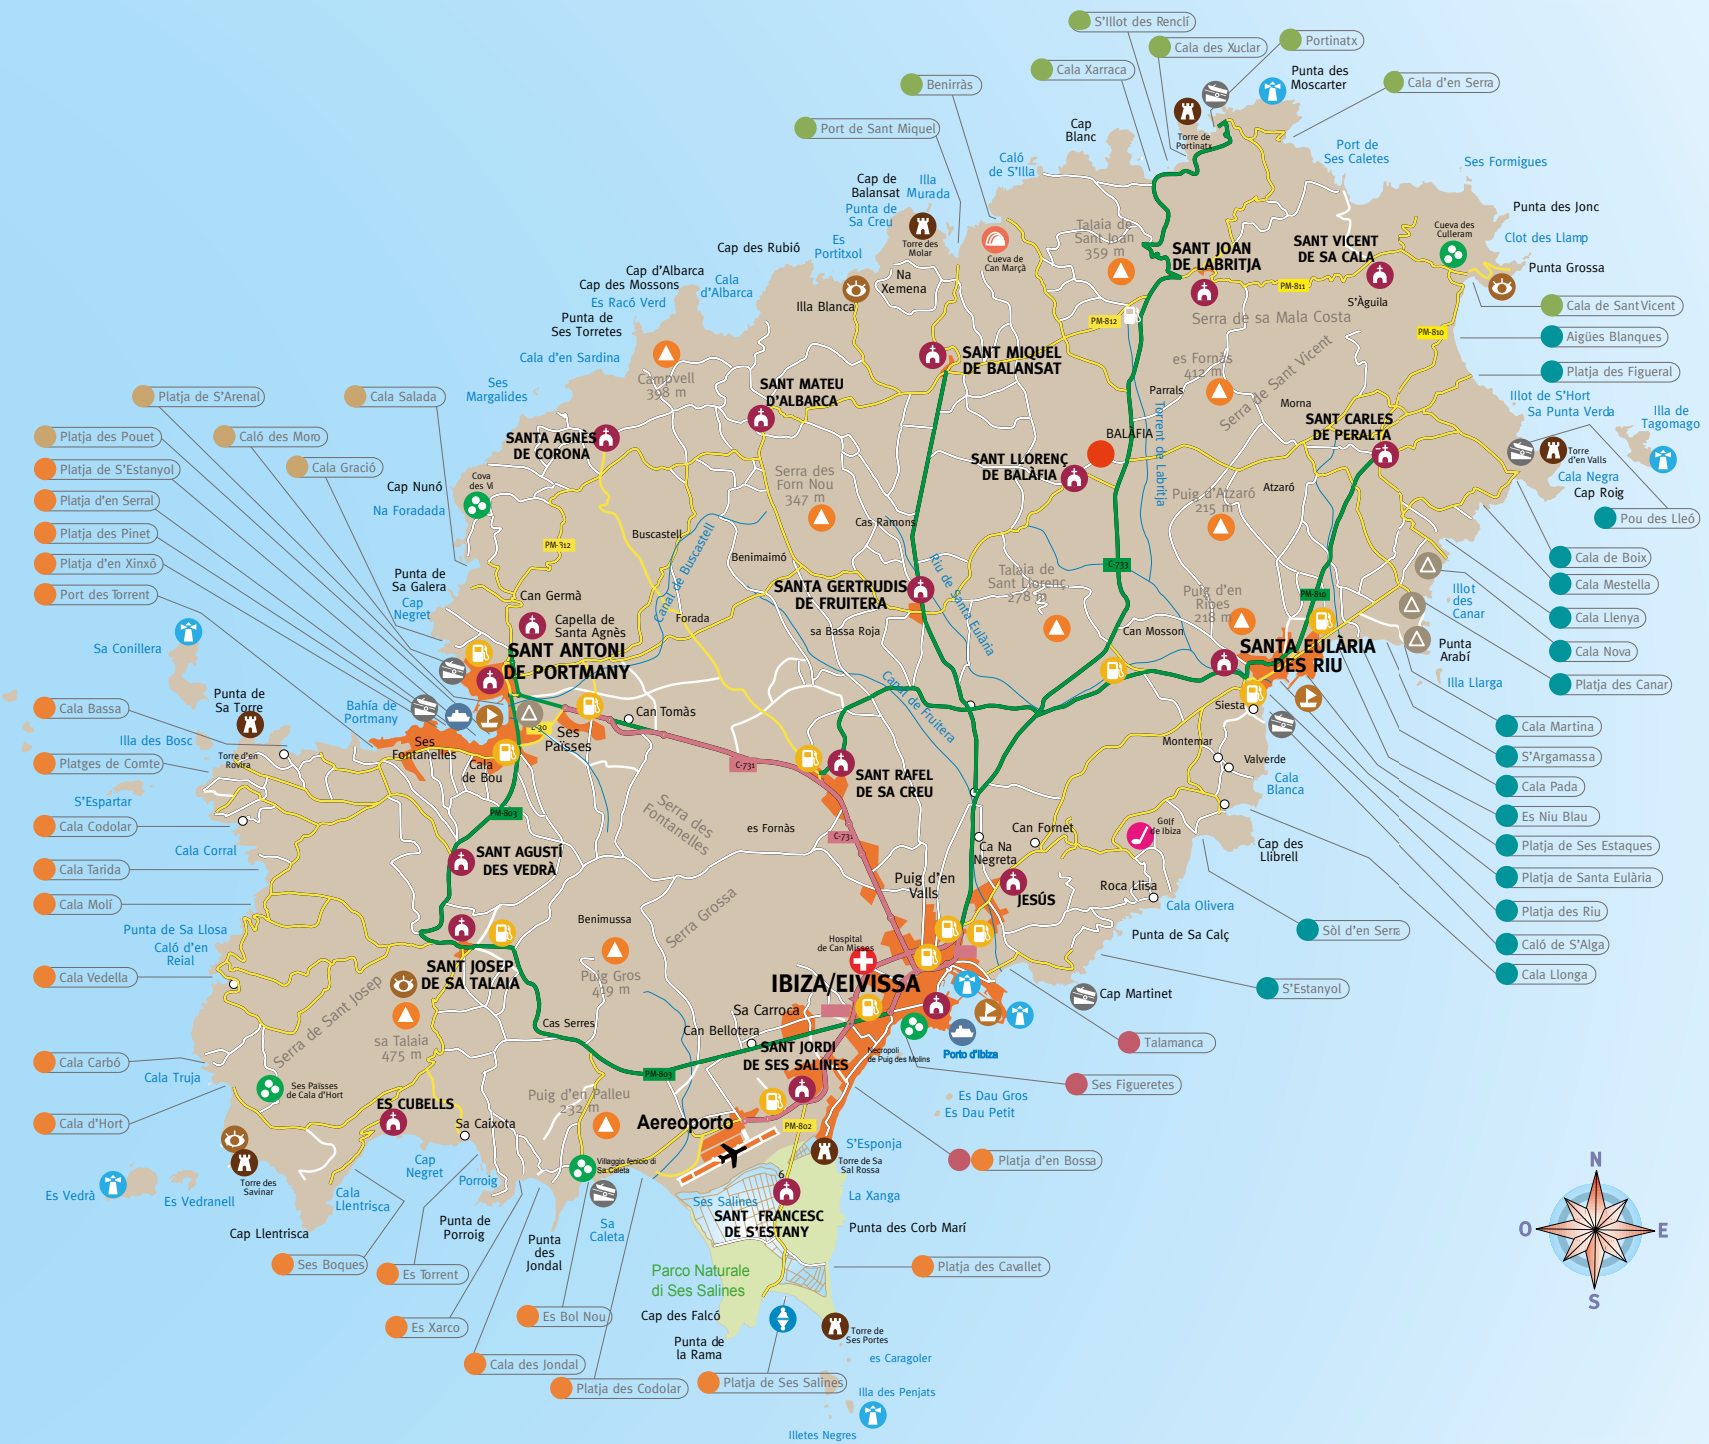 S'Illot des Renclí
Cala des Xuclar
Portinatx
Cala Xarraca
Punta des
Moscarter
Cala d'en Serra
Benirràs
Port de Sant Miquel
Cap
Blanc
Torre de
Portinatx
Port de
Ses Caletes
Ses Formigues
Caló
de S'Illa
Cap de
Balansat
Illa
Murada
Punta de
Sa Creu
Torre des
Molar
Es
Portitxol
Cap des Rubió
Cueva de
Can Marçà
Talaia de
Sant Joan
359 m
SANT JOAN
DE LABRITJA
SANT VICENT
DE SA CALA
Cueva des
Culleram
Punta des Jonc
Clot des Llamp
Punta Grossa
PM-811
S'Àguila
Cala de Sant Vicent
Na
Xemena
Illa Blanca
Cap d'Albarca
Cap des Mossons
Cala
d'Albarca
Es Racó Verd
Punta de
Ses Torretes
Cala d'en Sardina
PM-812
Serra de sa Mala Costa
PM-810
Aigües Blanques
Platja des Figueral
SANT MIQUEL
DE BALANSAT
es Fornàs
412 m
Serra de Sant Vicent
Campvell
398 m
SANT MATEU
D'ALBARCA
Ses
Margalides
Parrals
Morna
Illot de S'Hort
Sa Punta Verda
Illa de
Tagomago
SANT CARLES
DE PERALTA
Platja de S'Arenal
Cala Salada
Platja des Pouet
Caló des Moro
Platja de S'Estanyol
Cala Gració
Platja d'en Serral
Platja des Pinet
Platja d'en Xinxó
Port des Torrent
SANTA AGNÈS
DE CORONA
BALÀFIA
SANT LLORENÇ
DE BALÀFIA
Torrent de Labritja
Torre
d'en Valls
Cala Negra
Cap Roig
Pou des Lleó
Cova
des Vi
Cap Nunó
Na Foradada
Serra des
Forn Nou
347 m
Puig d'Atzaró
215 m
Atzaró
Cas Ramons
Buscastell
PM-812
Canal de Buscastell
Benimaimó
Riu de Santa Eulària
C-733
Talaia de
Sant Llorenç
278 m
Cala de Boix
Cala Mestella
Cala Llenya
Cala Nova
Platja des Canar
Punta de
Sa Galera
Cap
Negret
Can Germà
SANTA GERTRUDIS
DE FRUITERA
Puig d'en
Ribes
218 m
PM-810
Illot
des
Canar
Capella de
Santa Agnès
Forada
sa Bassa Roja
Can Mosson
Sa Conillera
SANT ANTONI
DE PORTMANY
SANTA EULÀRIA
DES RIU
Punta
Arabí
Illa Llarga
Canal de Fruitera
Punta de
Sa Torre
Bahía de
Portmany
Cala Bassa
Can Tomàs
Siesta
Cala Martina
Illa des Bosc
Torre d'en
Rovira
Ses
Fontanelles
Ses
Països
Cala
de Bou
Platges de Comte
C-731
Montemar
Valverde
S'Argamassa
SANT RAFEL
DE SA CREU
Cala
Blanca
Cala Pada
S'Espartar
Serra des
Fontanelles
PM-803
Es Niu Blau
Cala Codolar
es Fornàs
C-731
Can Fornet
Golf
de Ibiza
Cap des
Llibrell
Platja de Ses Estaques
Cala Corral
SANT AGUSTÍ
DES VEDRÀ
Ca Na
Negreta
Cala Tarida
Puig d'en
Valls
Roca Llisa
Platja de Santa Eulària
JESÚS
Cala Molí
Serra Grossa
Cala Olivera
Platja des Riu
Benimussa
Punta de Sa Llosa
Caló d'en
Reial
Hospital
de Can Misses
Punta de Sa Calç
Sòl d'en Serra
Caló de S'Alga
SANT JOSEP
DE SA TALAIA
Puig Gros
419 m
IBIZA/EIVISSA
Cala Vedella
S'Estanyol
Cala Llonga
Cap Martinet
Serra de Sant Josep
sa Talaia
475 m
Cas Serres
Sa Carroca
Can Bellotera
Porto d'Ibiza
Necropoli
de Puig des Molins
Talamanca
SANT JORDI
DE SES SALINES
Cala Carbó
Cala Truja
PM-803
Ses Figueretes
Ses Països
de Cala d'Hort
Puig d'en Palleu
232 m
Es Dau Gros
Es Dau Petit
ES CUBELLS
Sa Caixota
Cala d'Hort
Aereoporto
PM-802
S'Esponja
Torre de Sa
Sal Rossa
Platja d'en Bossa
Villaggio fenicio di
Sa Caleta
Torre des
Savinar
Cap
Negret
Porroig
Es Vedrà
Es Vedranell
Cala
Llentrisca
Ses Salines
6
La Xanga
SANT FRANCESC
DE S'ESTANY
Punta des Corb Marí
Cap Llentrisca
Punta de
Porroig
Sa
Caleta
Punta
des
Jondal
Ses Boques
Es Torrent
Parco Naturale
di Ses Salines
Platja des Cavallet
Es Xarco
Es Bol Nou
Cap des Falcó
Punta de
la Rama
Torre de
Ses Portes
Cala des Jondal
Platja des Codolar
Platja de Ses Salines
es Caragoler
Illa des Penjats
Illetes Negres
N
O
E
S